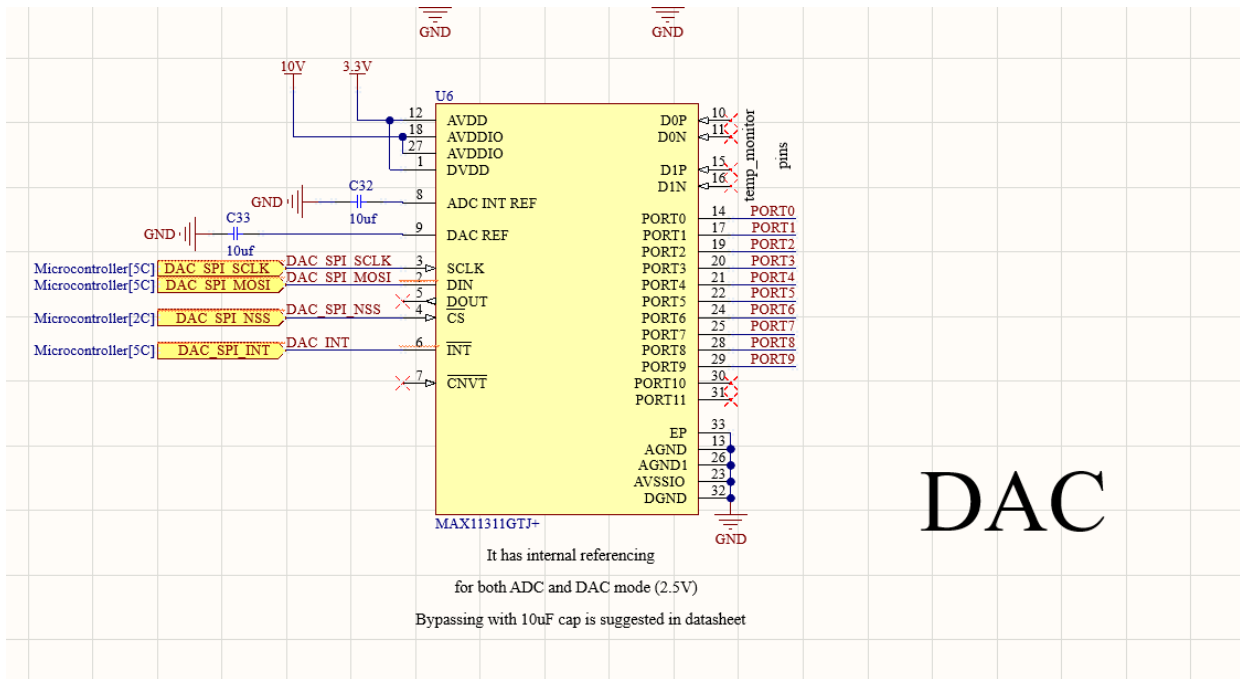 GND
GND
10V
3.3V
U6
12 AVDD
18 AVDDIO
27 AVDDIO
1 DVDD
GND
C32
10uf
8 ADC INT REF
GND
C33
10uf
9 DAC REF
Microcontroller[5C] DAC_SPI_SCLK DAC_SPI_SCLK 3 SCLK
Microcontroller[5C] DAC_SPI_MOSI DAC_SPI_MOSI 2 DIN
5 DOUT
Microcontroller[2C] DAC_SPI_NSS DAC_SPI_NSS 4 CS
Microcontroller[5C] DAC_SPI_INT DAC_INT 6 INT
7 CNVT
D0P 10
D0N 11
D1P 15
D1N 16
temp_monitor
pins
PORT0 14 PORT0
PORT1 17 PORT1
PORT2 19 PORT2
PORT3 20 PORT3
PORT4 21 PORT4
PORT5 22 PORT5
PORT6 24 PORT6
PORT7 25 PORT7
PORT8 28 PORT8
PORT9 29 PORT9
PORT10 30
PORT11 31
EP 33
AGND 13
AGND1 26
AVSSIO 23
DGND 32
GND
MAX11311GTJ+
It has internal referencing
for both ADC and DAC mode (2.5V)
Bypassing with 10uF cap is suggested in datasheet
DAC